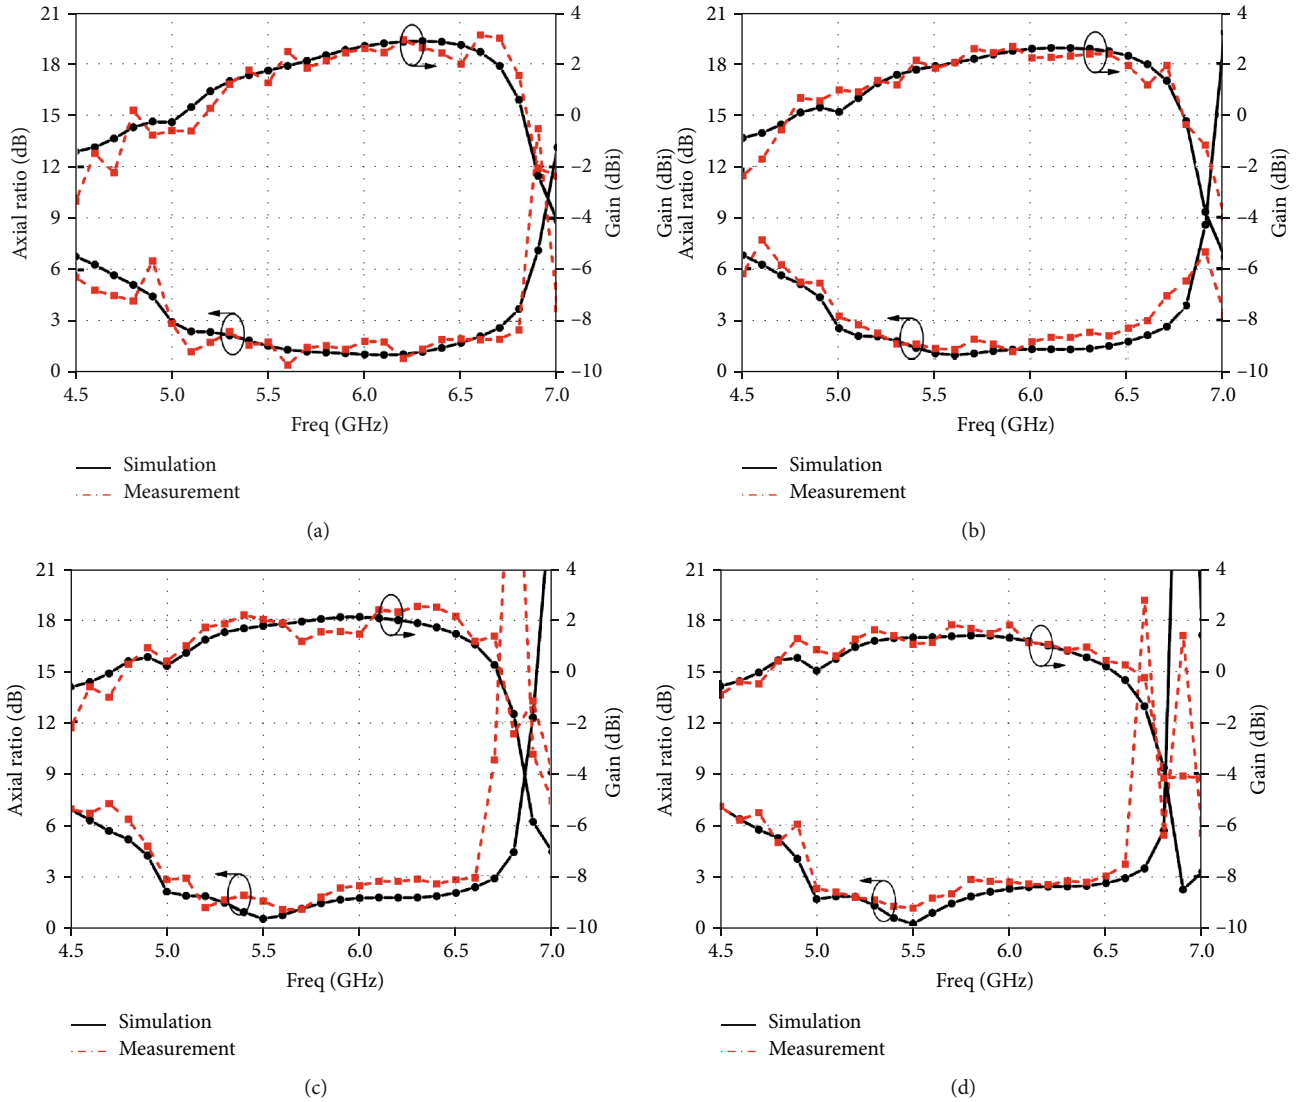 21
18
15
12
9
6
3
0
Axial ratio (dB)
4
2
0
−2
−4
−6
−8
−10
Gain (dBi)
4.5 5.0 5.5 6.0 6.5 7.0
Freq (GHz)
Simulation
Measurement
(a)
21
18
15
12
9
6
3
0
Gain (dBi)
Axial ratio (dB)
4
2
0
−2
−4
−6
−8
−10
Gain (dBi)
4.5 5.0 5.5 6.0 6.5 7.0
Freq (GHz)
Simulation
Measurement
(b)
21
18
15
12
9
6
3
0
Axial ratio (dB)
4
2
0
−2
−4
−6
−8
−10
Gain (dBi)
4.5 5.0 5.5 6.0 6.5 7.0
Freq (GHz)
Simulation
Measurement
(c)
21
18
15
12
9
6
3
0
Axial ratio (dB)
4
2
0
−2
−4
−6
−8
−10
Gain (dBi)
4.5 5.0 5.5 6.0 6.5 7.0
Freq (GHz)
Simulation
Measurement
(d)